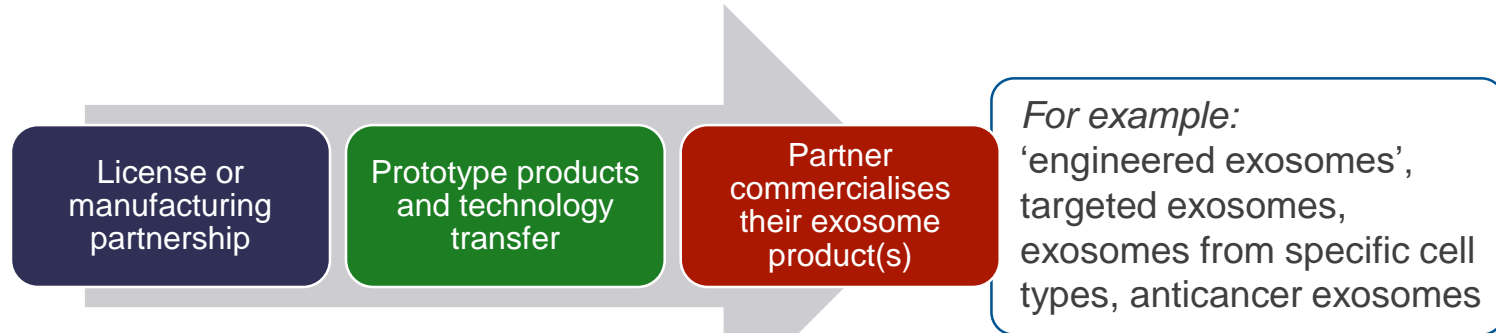 License or
manufacturing
partnership
Prototype products
and technology
transfer
Partner
commercialises
their exosome
product(s)
For example:
‘engineered exosomes’,
targeted exosomes,
exosomes from specific cell
types, anticancer exosomes